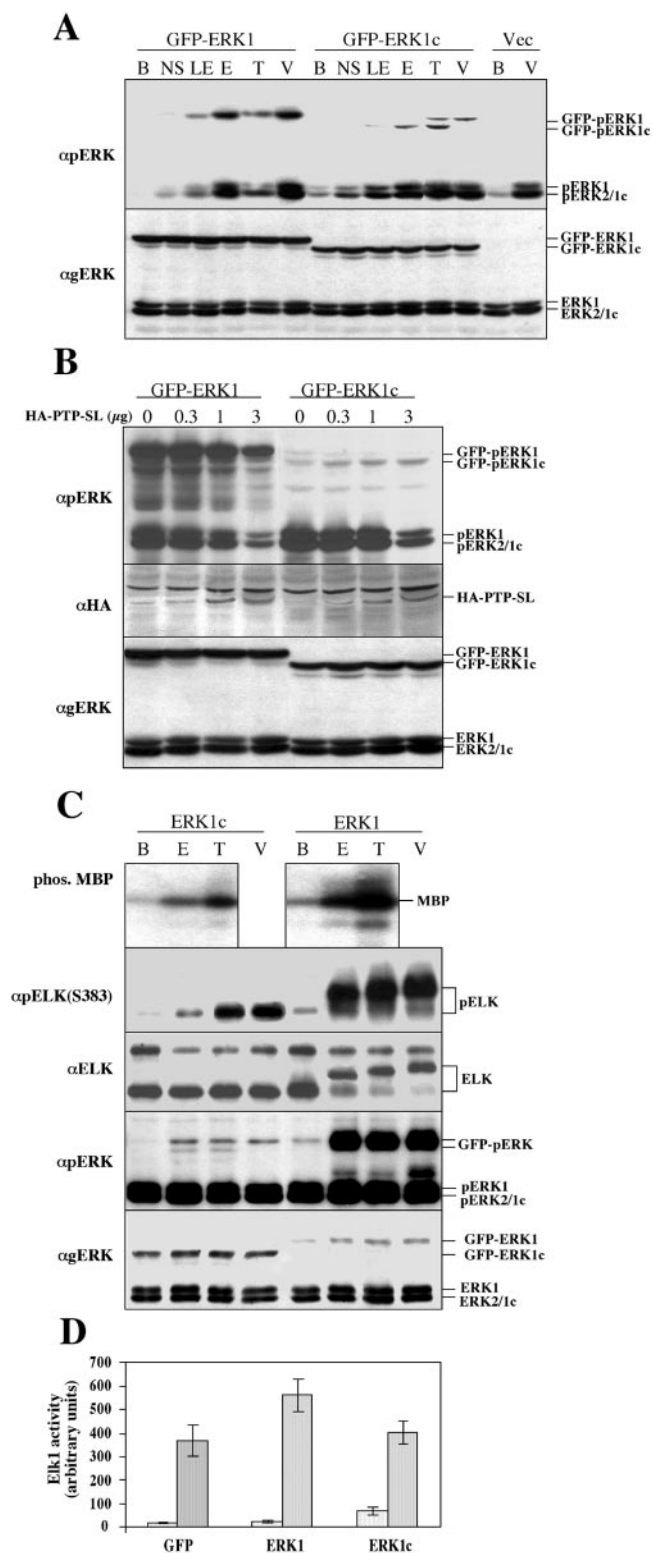 A
GFP-ERK1 GFP-ERK1c Vec
B NS LE E T V B NS LE E T V B V
αpERK
GFP-pERK1
GFP-pERK1c
pERK1
pERK2/1c
αgERK
GFP-ERK1
GFP-ERK1c
ERK1
ERK2/1c
B
GFP-ERK1 GFP-ERK1c
HA-PTP-SL (µg) 0 0.3 1 3 0 0.3 1 3
αpERK
GFP-pERK1
GFP-pERK1c
pERK1
pERK2/1c
αHA
HA-PTP-SL
αgERK
GFP-ERK1
GFP-ERK1c
ERK1
ERK2/1c
C
ERK1c ERK1
B E T V B E T V
phos. MBP
MBP
αpELK(S383)
pELK
αELK
ELK
αpERK
GFP-pERK
pERK1
pERK2/1c
αgERK
GFP-ERK1
GFP-ERK1c
ERK1
ERK2/1c
D
Elk1 activity
(arbitrary units)
700
600
500
400
300
200
100
0
GFP ERK1 ERK1c